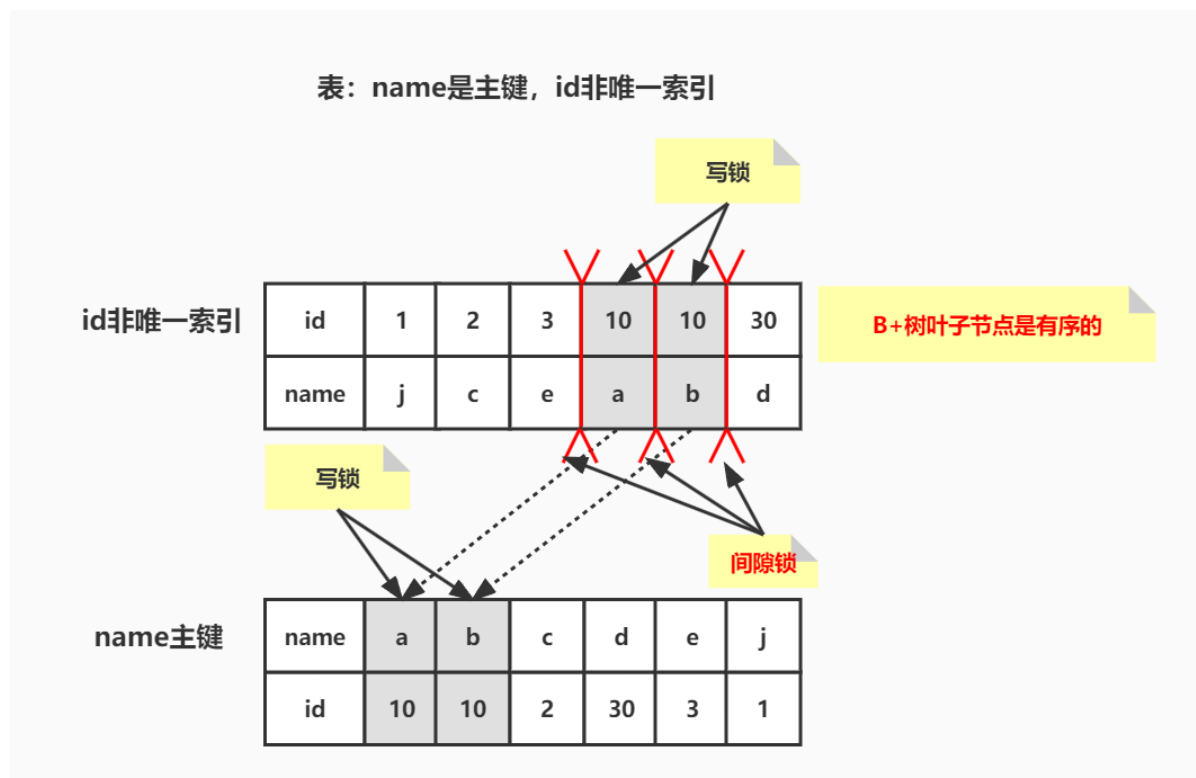 表：name是主键，id非唯一索引
写锁
id非唯一索引
id 1 2 3 10 10 30
name j c e a b d
B+树叶子节点是有序的
写锁
间隙锁
name主键
name a b c d e j
id 10 10 2 30 3 1